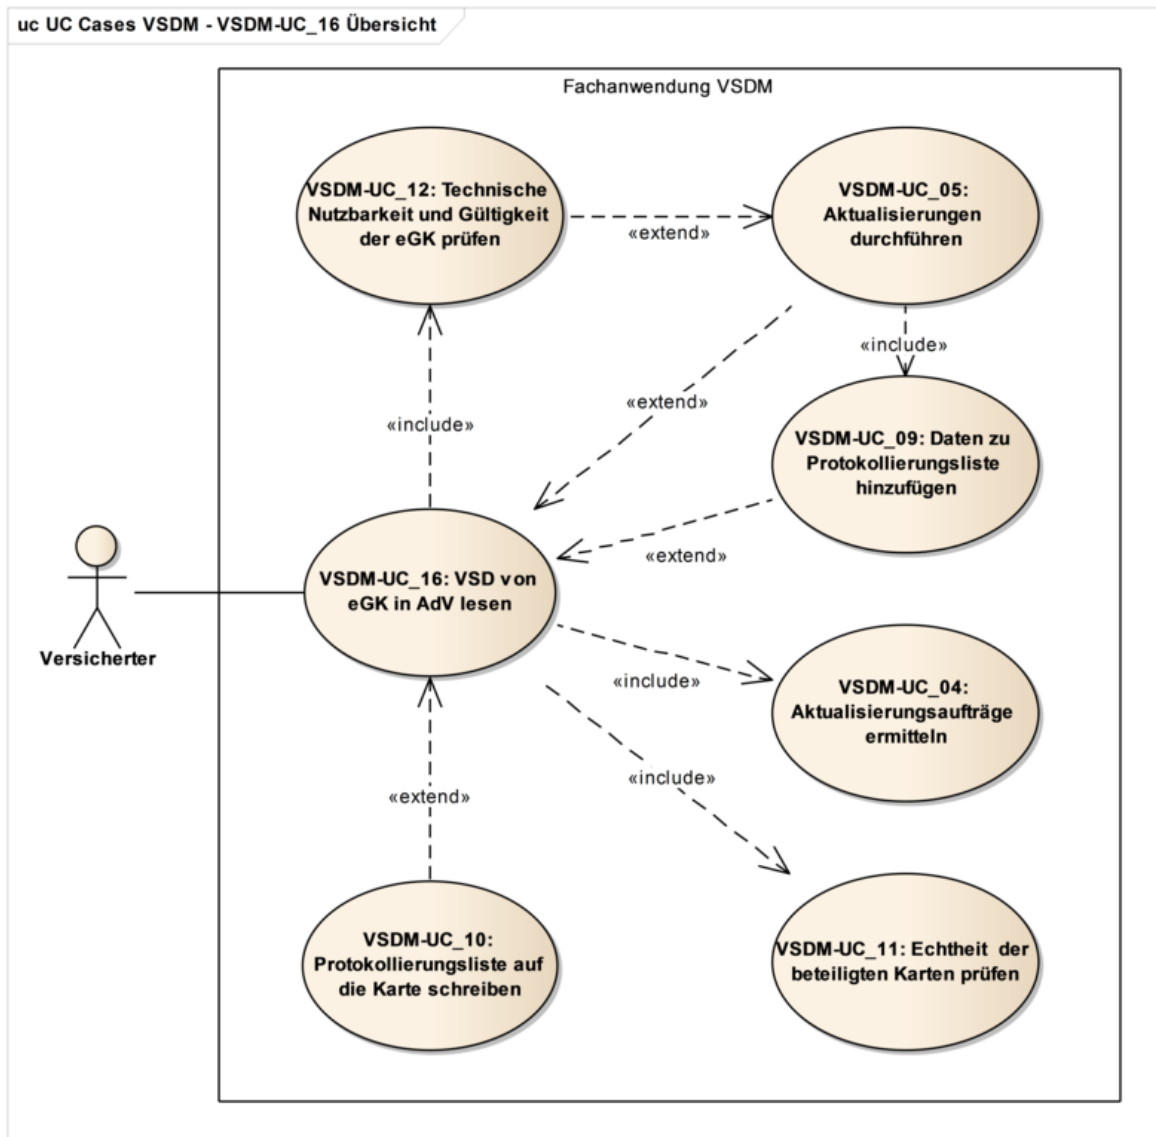 uc UC Cases VSDM - VSDM-UC_16 Übersicht
Fachanwendung VSDM
VSDM-UC_12: Technische
Nutzbarkeit und Gültigkeit
der eGK prüfen
«extend»
VSDM-UC_05:
Aktualisierungen
durchführen
«include»
«extend»
«include»
VSDM-UC_09: Daten zu
Protokollierungsliste
hinzufügen
«extend»
Versicherter
VSDM-UC_16: VSD von
eGK in AdV lesen
«include»
VSDM-UC_04:
Aktualisierungsaufträge
ermitteln
«include»
«extend»
VSDM-UC_10:
Protokollierungsliste auf
die Karte schreiben
VSDM-UC_11: Echtheit  der
beteiligten Karten prüfen